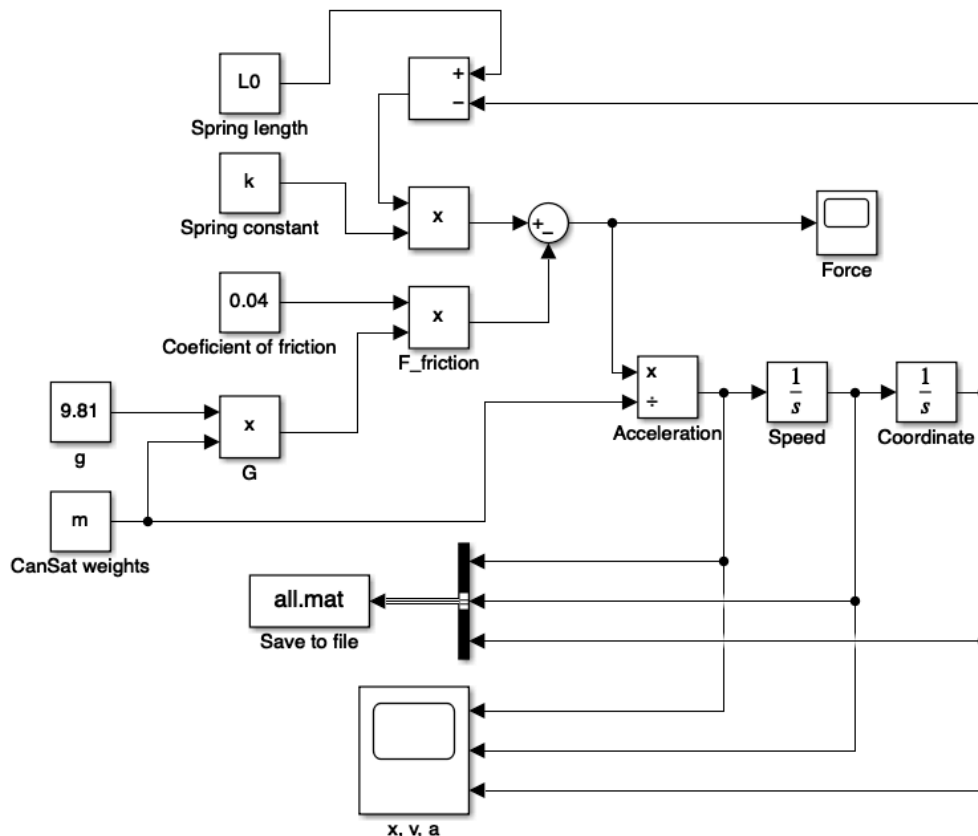 L0
+
−
Spring length
k
x
+
−
Spring constant
Force
0.04
x
Coeficient of friction
F_friction
x
÷
1
s
1
s
9.81
x
Acceleration
Speed
Coordinate
g
G
m
CanSat weights
all.mat
Save to file
x, v, a